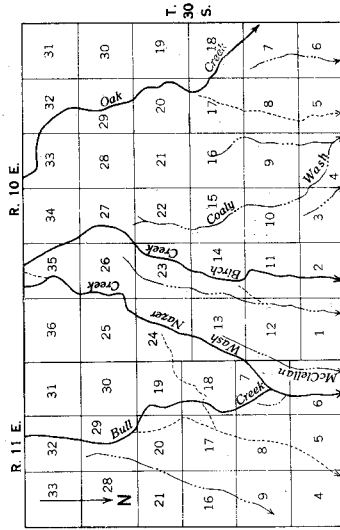 R. 11 E. R. 10 E.
33 32 31 36 35 34 33 32 31
28 29 30 25 26 27 28 29 30
21 20 19 24 23 22 21 20 19
16 17 18 13 14 15 16 17 18
9 8 7 12 11 10 9 8 7
4 5 6 1 2 3 4 5 6
T.
30
S.
N
Bull Creek
Nazer Creek
McClellan Wash
Birch Creek
Coaly Wash
Oak Creek